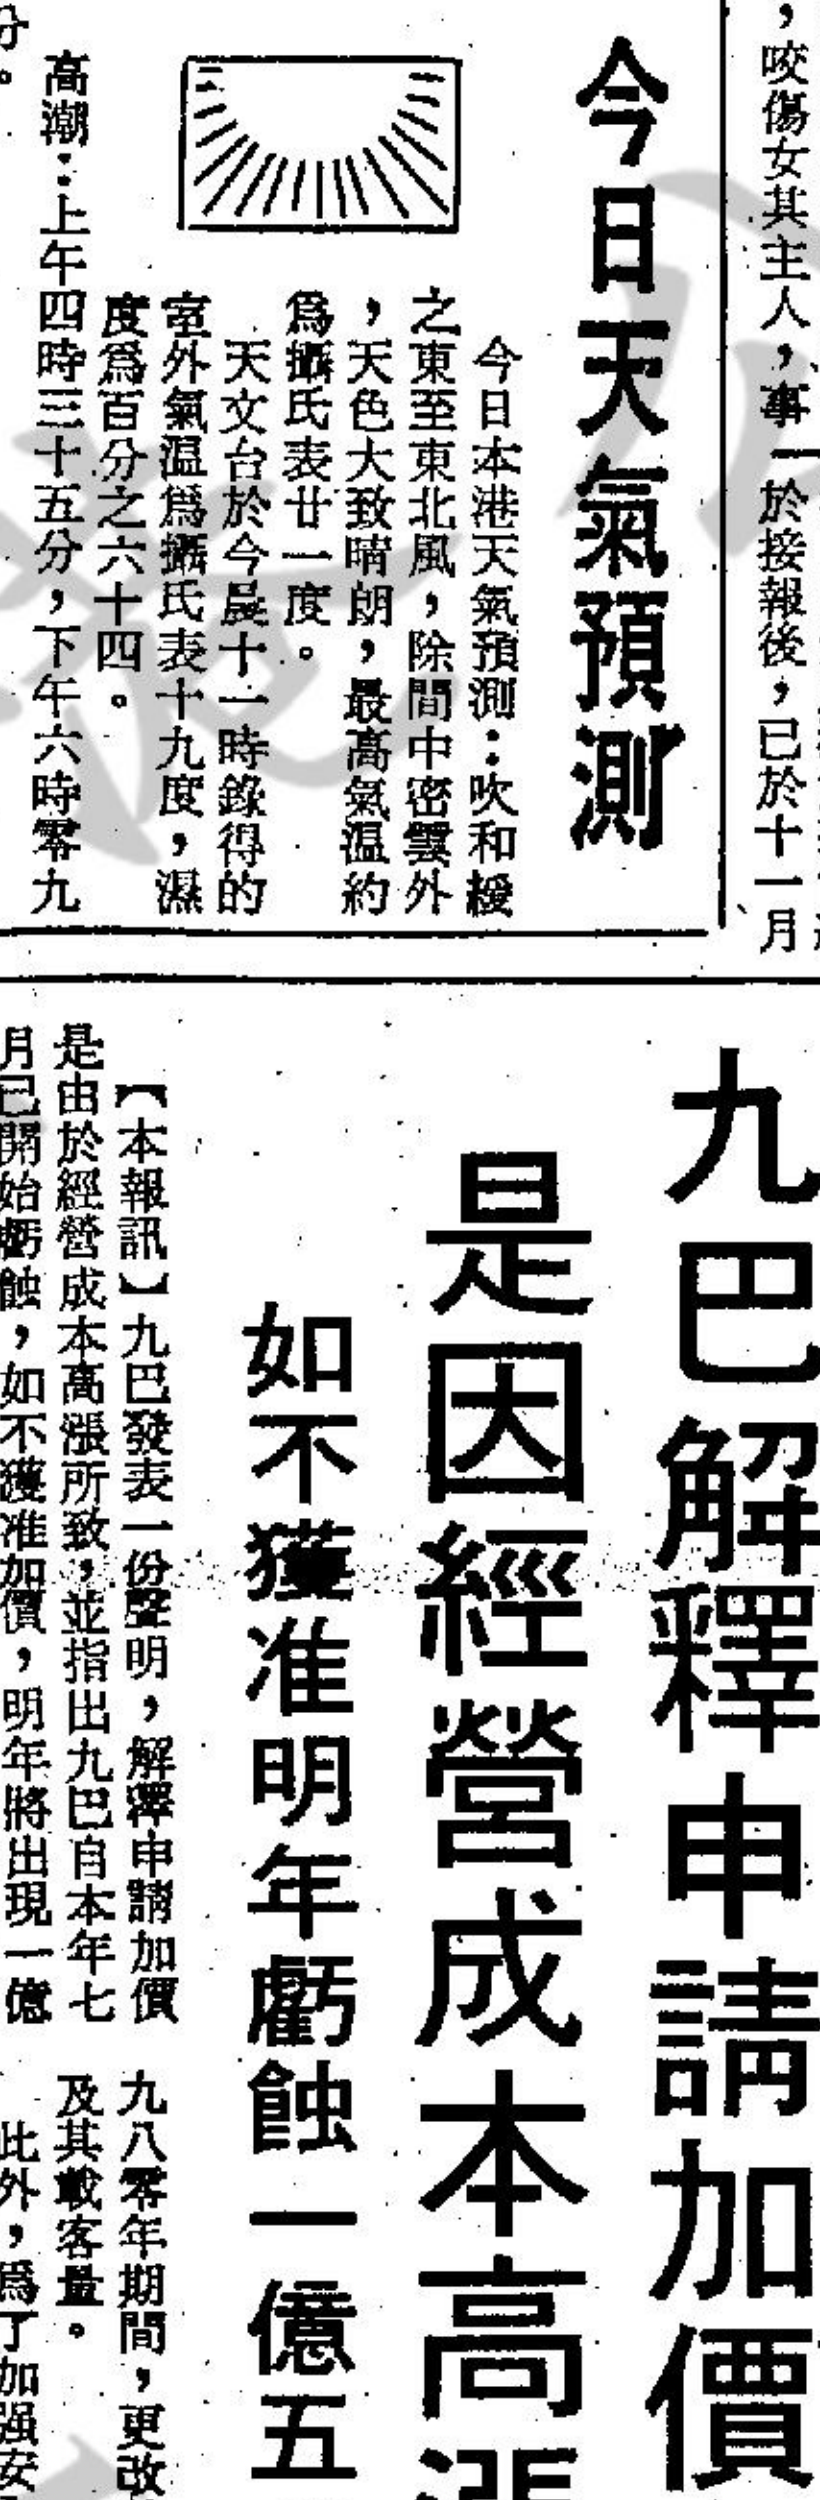 ，咬傷女其主人，事
於接報後，已於十一月
今日天氣預測
今日本港天氣預測：吹和緩
之東至東北風，除間中密雲外
，天色大致晴朗，最高氣溫約
為攝氏表廿一度。
天文台於今晨十一時錄得的
室外氣溫為攝氏表十九度，濕
度為百分之六十四。
高潮：上午四時三十五分，下午六時零九
分。
九巴解釋申請加價
是因經營成本高漲
如不獲准明年虧蝕一億五
【本報訊】九巴發表一份聲明，解釋申請加價
是由於經營成本高漲所致，並指出九巴自本年七
月已開始虧蝕，如不獲准加價，明年將出現一億
九八零年期間，更改
及其載客量。
此外，為了加強安